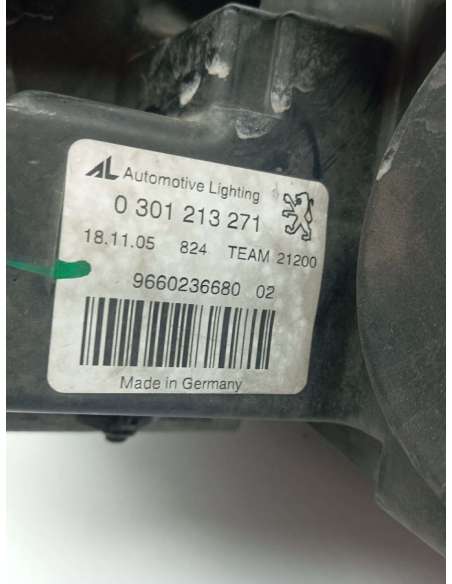 AL Automotive Lighting
0 301 213 271
18.11.05 824 TEAM 21200
9660236680 02
Made in Germany